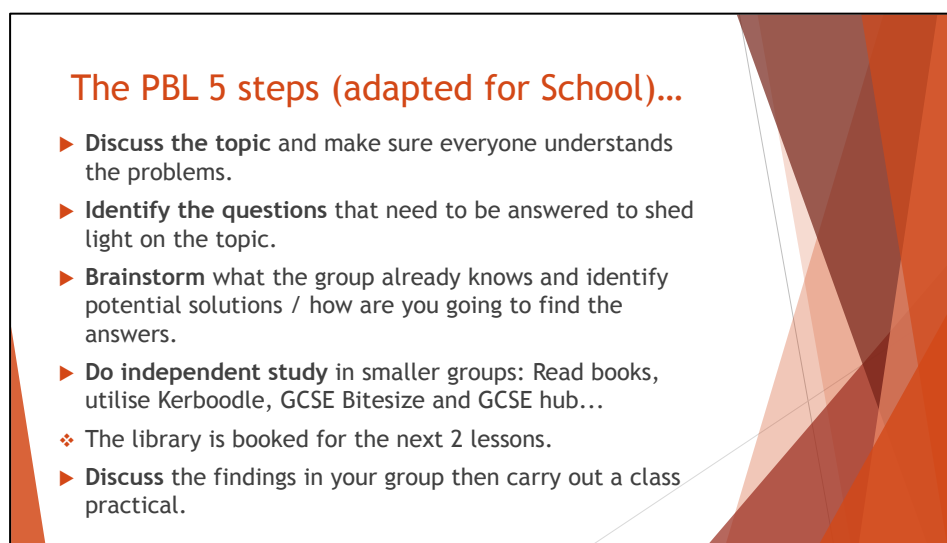 The PBL 5 steps (adapted for School)...
Discuss the topic and make sure everyone understands
the problems.
Identify the questions that need to be answered to shed
light on the topic.
Brainstorm what the group already knows and identify
potential solutions / how are you going to find the
answers.
Do independent study in smaller groups: Read books,
utilise Kerboodle, GCSE Bitesize and GCSE hub...
The library is booked for the next 2 lessons.
Discuss the findings in your group then carry out a class
practical.